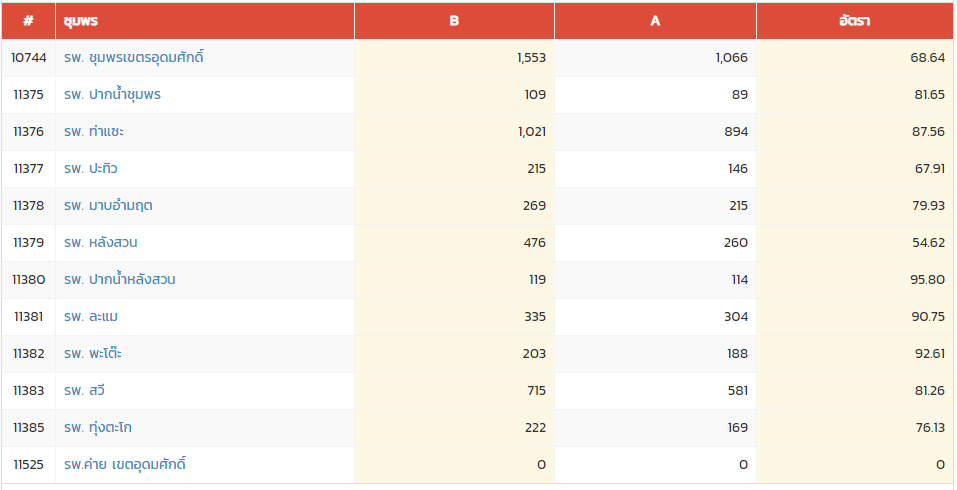 # ชุมพร B A อัตรา
10744 รพ. ชุมพรเขตรอุดมศักดิ์ 1,553 1,066 68.64
11375 รพ. ปากน้ำชุมพร 109 89 81.65
11376 รพ. ท่าแซะ 1,021 894 87.56
11377 รพ. ปะทิว 215 146 67.91
11378 รพ. มาบอำมฤต 269 215 79.93
11379 รพ. หลังสวน 476 260 54.62
11380 รพ. ปากน้ำหลังสวน 119 114 95.80
11381 รพ. ละแม 335 304 90.75
11382 รพ. พะโต๊ะ 203 188 92.61
11383 รพ. สวี 715 581 81.26
11385 รพ. ทุ่งตะโก 222 169 76.13
11525 รพ.ค่าย เขตอุดมศักดิ์ 0 0 0